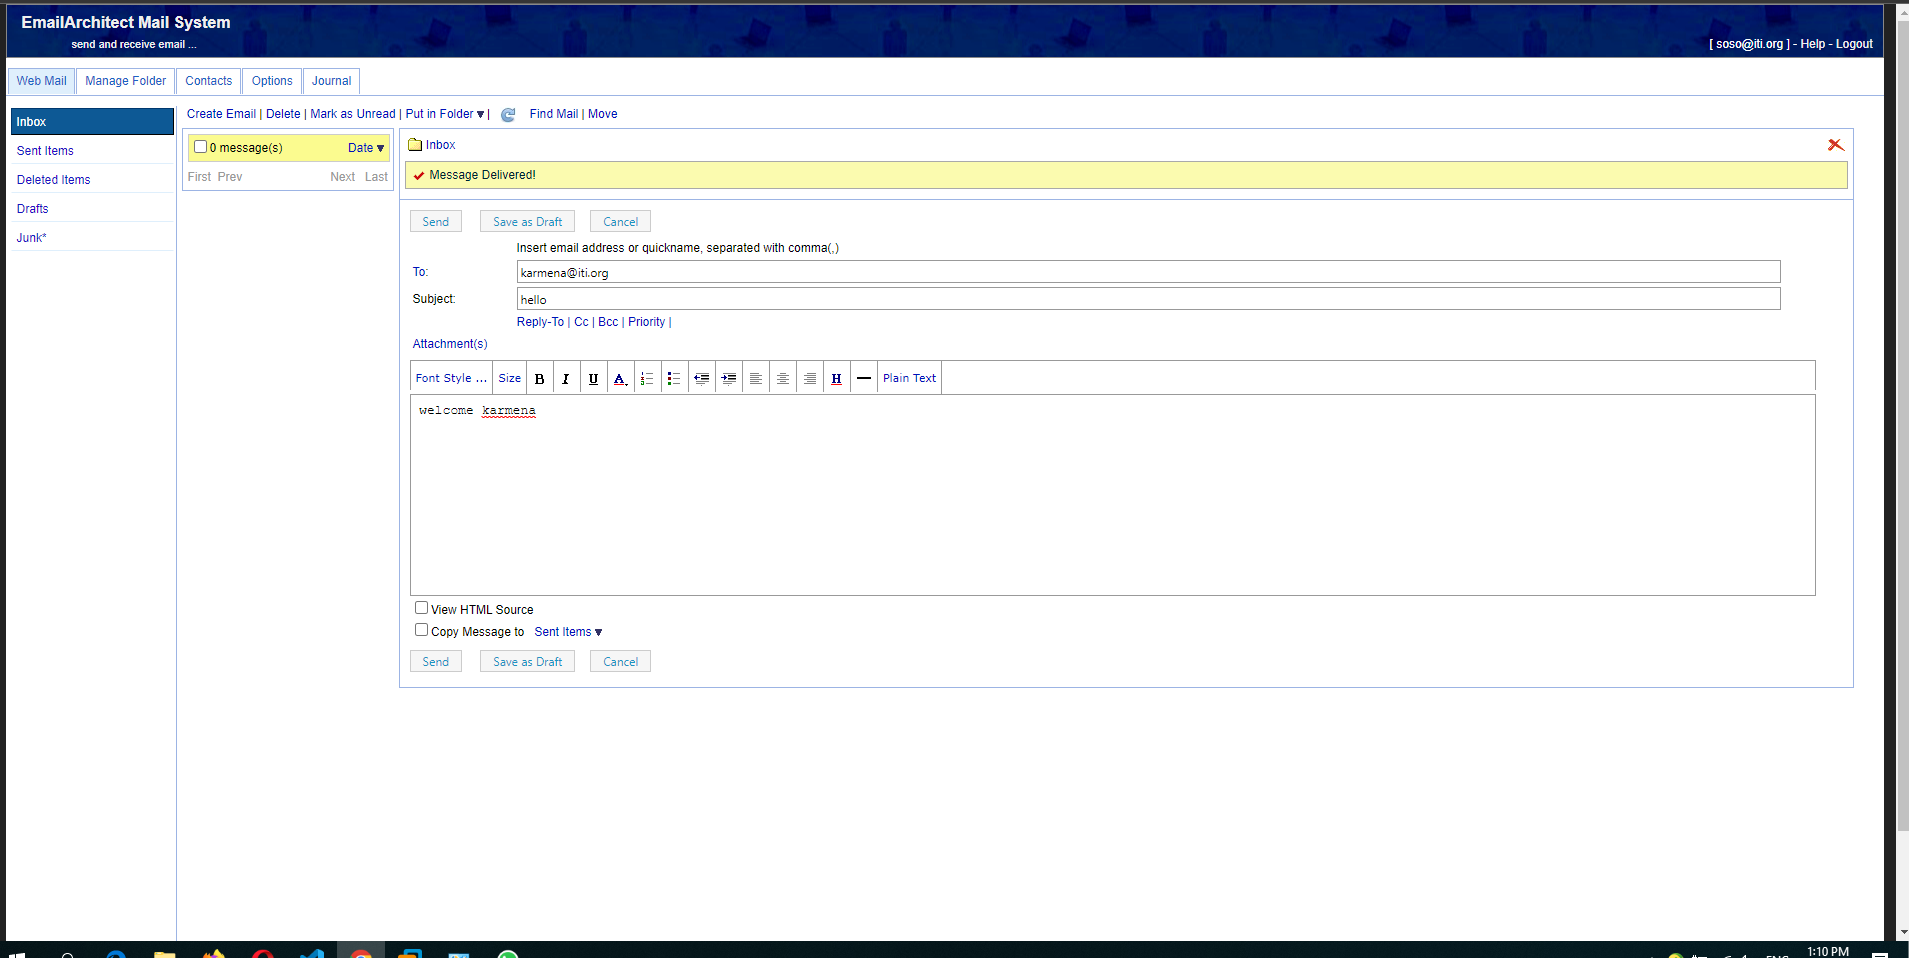 EmailArchitect Mail System
send and receive email ...
[ soso@iti.org ] - Help - Logout
Web Mail Manage Folder Contacts Options Journal
Inbox
Sent Items
Deleted Items
Drafts
Junk*
Create Email | Delete | Mark as Unread | Put in Folder ▾ | Find Mail | Move
0 message(s) Date ▾
First Prev Next Last
Inbox
Message Delivered!
Send Save as Draft Cancel
Insert email address or quickname, separated with comma(,)
To: karmena@iti.org
Subject: hello
Reply-To | Cc | Bcc | Priority |
Attachment(s)
Font Style ... Size B I U A H Plain Text
welcome karmena
View HTML Source
Copy Message to Sent Items ▾
Send Save as Draft Cancel
1:10 PM